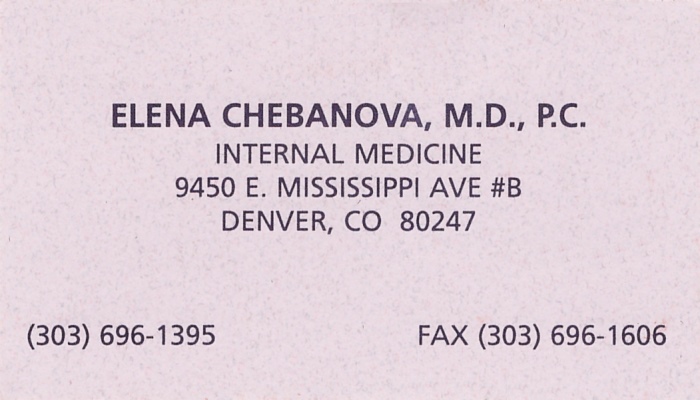 ELENA CHEBANOVA, M.D., P.C.
INTERNAL MEDICINE
9450 E. MISSISSIPPI AVE #B
DENVER, CO 80247
(303) 696-1395
FAX (303) 696-1606